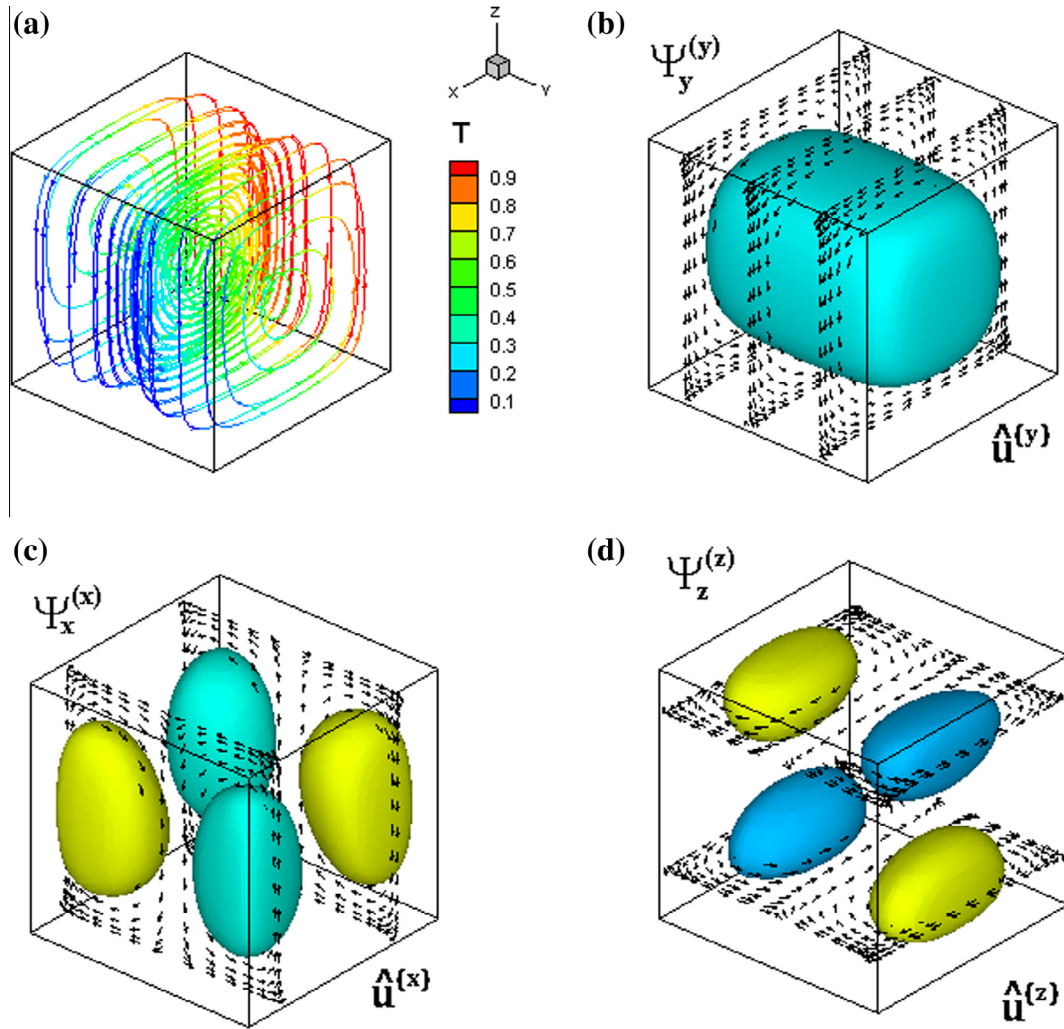 (a)
z
x
Y
T
0.9
0.8
0.7
0.6
0.5
0.4
0.3
0.2
0.1
(b)
Ψ_y^(y)
û^{y}
(c)
Ψ_x^(x)
û^{x}
(d)
Ψ_z^(z)
û^{z}